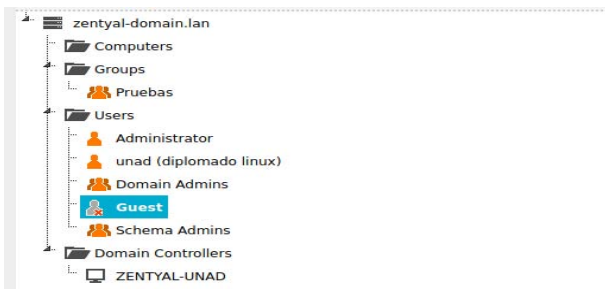 zentyal-domain.lan
Computers
Groups
Pruebas
Users
Administrator
unad (diplomado linux)
Domain Admins
Guest
Schema Admins
Domain Controllers
ZENTYAL-UNAD